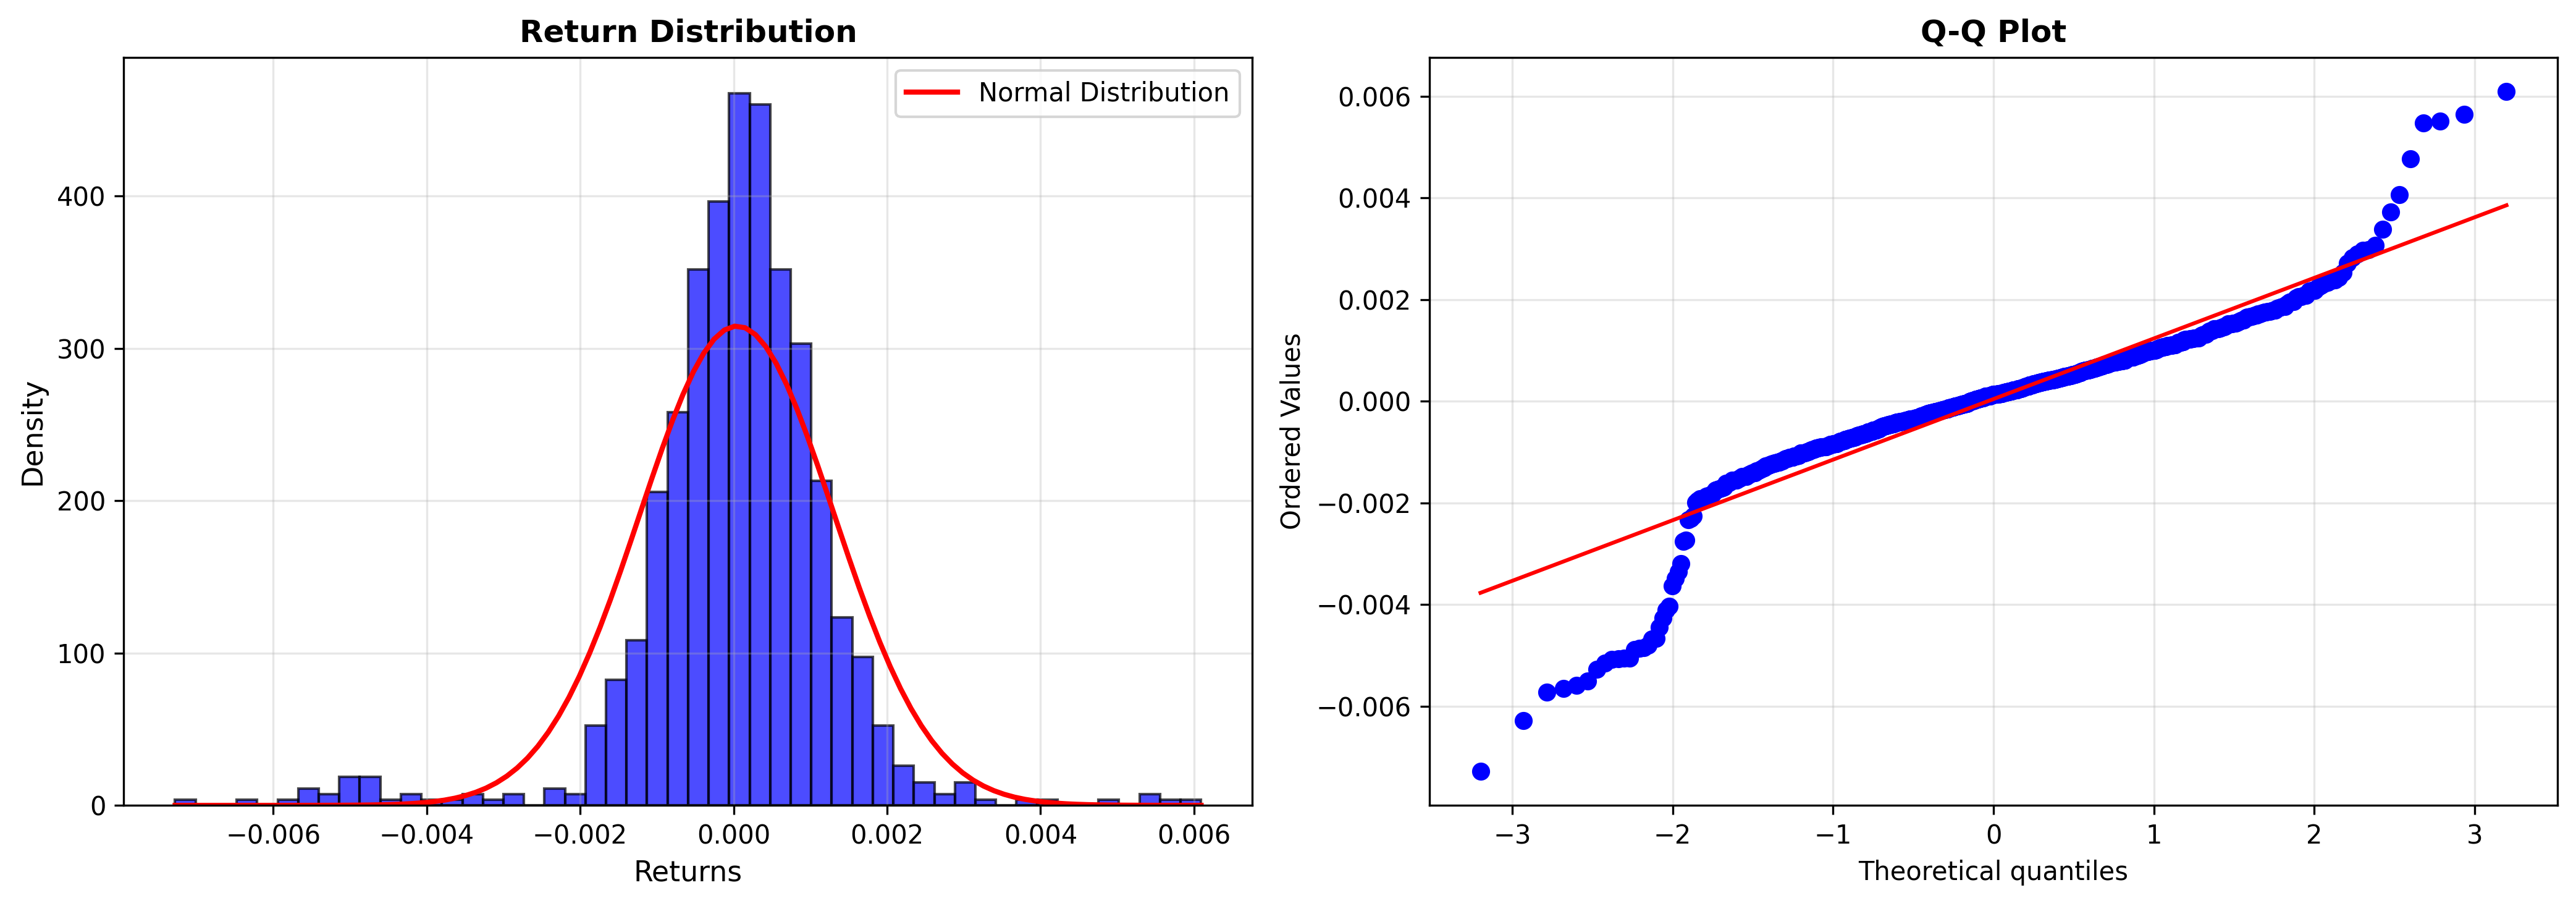 Return Distribution
Normal Distribution
Density
400
300
200
100
0
−0.006 −0.004 −0.002 0.000 0.002 0.004 0.006
Returns
Q-Q Plot
Ordered Values
0.006
0.004
0.002
0.000
−0.002
−0.004
−0.006
−3 −2 −1 0 1 2 3
Theoretical quantiles